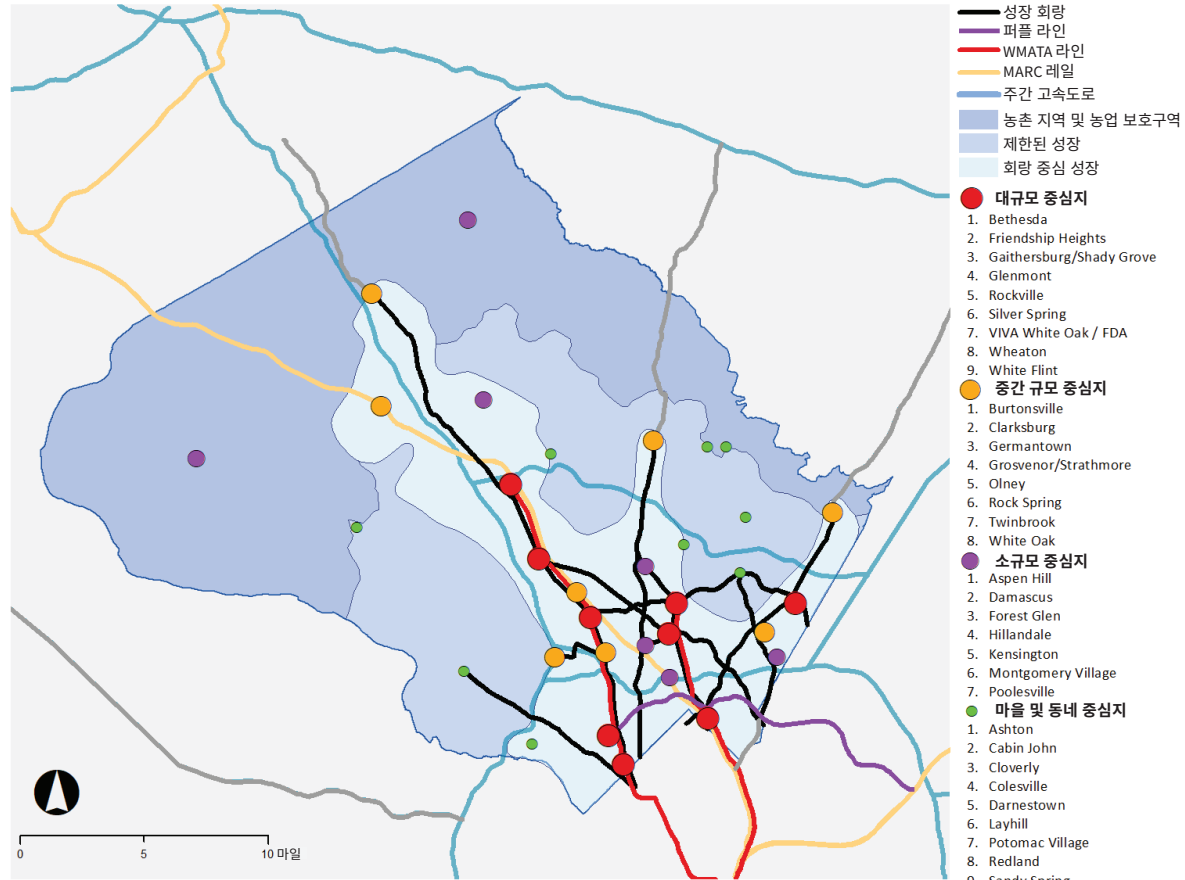 성장 회랑
퍼플 라인
WMATA 라인
MARC 레일
주간 고속도로
농촌 지역 및 농업 보호구역
제한된 성장
회랑 중심 성장
대규모 중심지
1. Bethesda
2. Friendship Heights
3. Gaithersburg/Shady Grove
4. Glenmont
5. Rockville
6. Silver Spring
7. VIVA White Oak / FDA
8. Wheaton
9. White Flint
중간 규모 중심지
1. Burtonsville
2. Clarksburg
3. Germantown
4. Grosvenor/Strathmore
5. Olney
6. Rock Spring
7. Twinbrook
8. White Oak
소규모 중심지
1. Aspen Hill
2. Damascus
3. Forest Glen
4. Hillandale
5. Kensington
6. Montgomery Village
7. Poolesville
마을 및 동네 중심지
1. Ashton
2. Cabin John
3. Cloverly
4. Colesville
5. Darnestown
6. Layhill
7. Potomac Village
8. Redland
9. Sandy Spring
0 5 10 마일